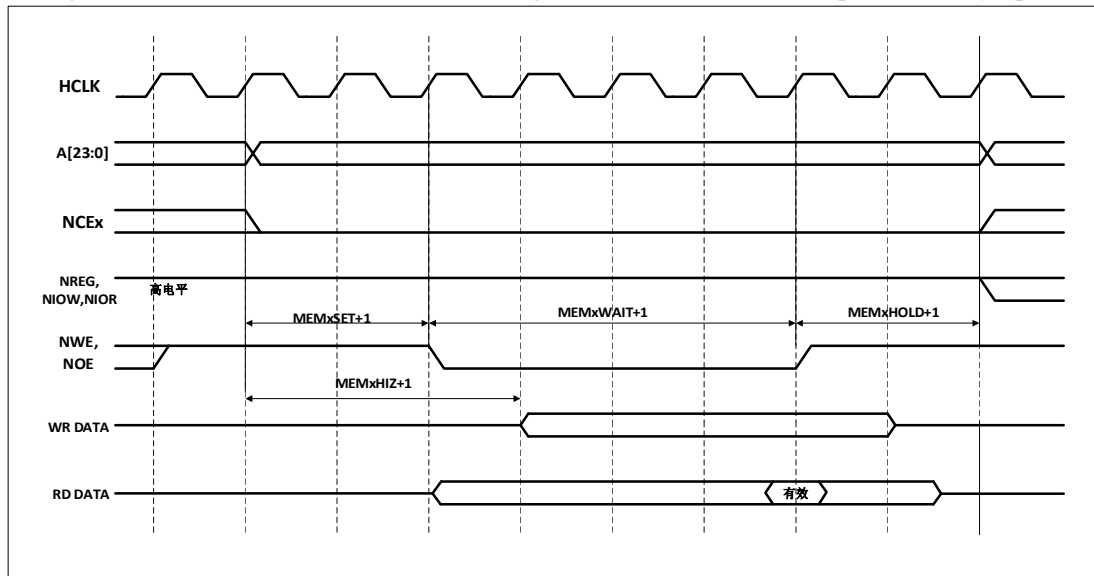 HCLK
A[23:0]
NCEx
NREG,
NIOW,NIOR
高电平
MEMxSET+1
MEMxWAIT+1
MEMxHOLD+1
NWE,
NOE
MEMxHIZ+1
WR DATA
RD DATA
有效